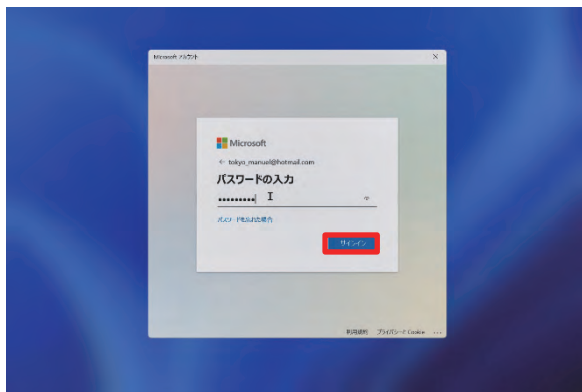 Microsoft アカウント
Microsoft
← tokyo_manuel@hotmail.com
パスワードの入力
•••••••••
パスワードを忘れた場合
サインイン
利用規約 プライバシーと Cookie ...